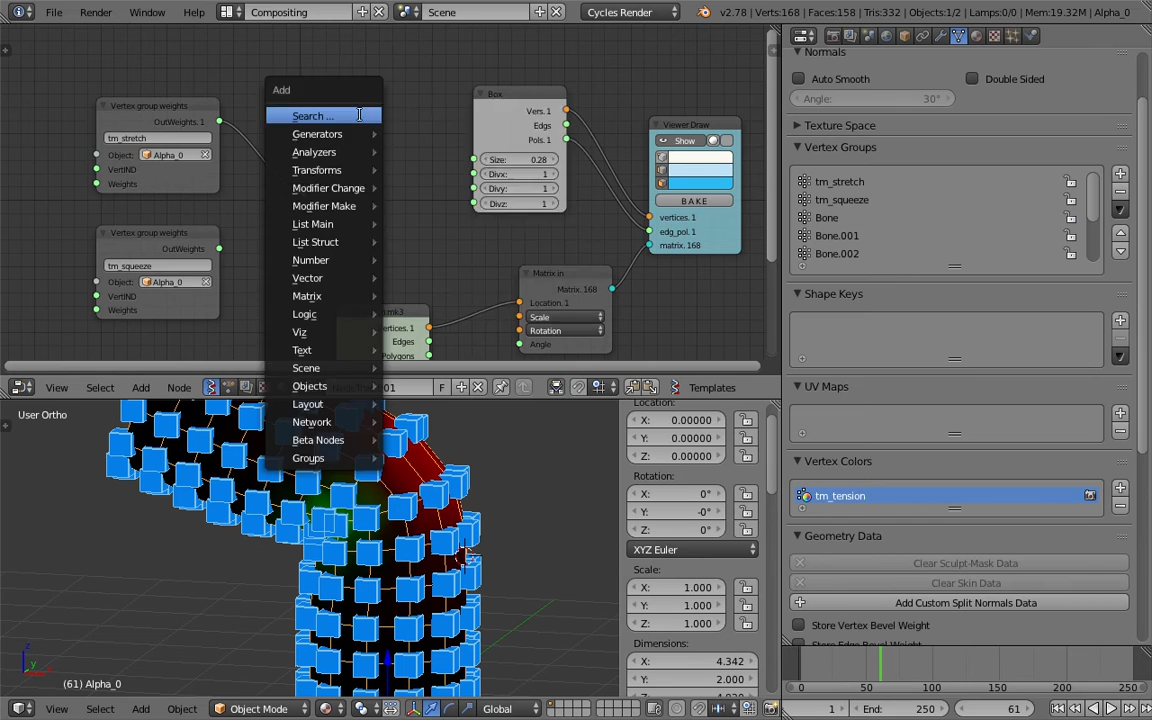 File
Render
Window
Help
Compositing
Scene
Cycles Render
v2.78 | Verts:168 | Faces:158 | Tris:332 | Objects:1/2 | Lamps:0/0 | Mem:19.32M | Alpha_0
Vertex group weights
OutWeights. 1
tm_stretch
Object:
Alpha_0
VertIND
Weights
Vertex group weights
OutWeights
tm_squeeze
Object:
Alpha_0
VertIND
Weights
Add
Search ...
Generators
Analyzers
Transforms
Modifier Change
Modifier Make
List Main
List Struct
Number
Vector
Matrix
Logic
Viz
Text
Scene
Objects
Layout
Network
Beta Nodes
Groups
Box
Vers. 1
Edgs
Pols. 1
Size: 0.28
Divx: 1
Divy: 1
Divz: 1
Viewer Draw
Show
B A K E
vertices. 1
edg_pol. 1
matrix. 168
Matrix in
Matrix. 168
Location. 1
Scale
Rotation
Angle
mk3
ertices. 1
Edges
Polygons
View
Select
Add
Node
001
F
Templates
User Ortho
(61) Alpha_0
Location:
X: 0.00000
Y: 0.00000
Z: 0.00000
Rotation:
X: 0°
Y: -0°
Z: 0°
XYZ Euler
Scale:
X: 1.000
Y: 1.000
Z: 1.000
Dimensions:
X: 4.342
Y: 2.000
View
Select
Add
Object
Object Mode
Global
Normals
Auto Smooth
Double Sided
Angle: 30°
Texture Space
Vertex Groups
tm_stretch
tm_squeeze
Bone
Bone.001
Bone.002
Shape Keys
UV Maps
Vertex Colors
tm_tension
Geometry Data
Clear Sculpt-Mask Data
Clear Skin Data
Add Custom Split Normals Data
Store Vertex Bevel Weight
Store Edge Bevel Weight
0 50 100 150 200 250
1
End: 250
61